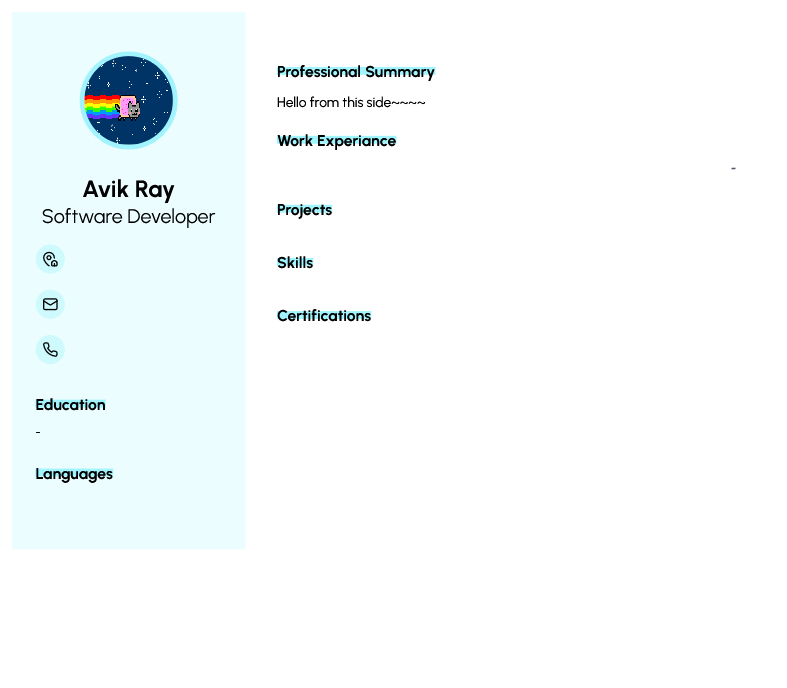 Avik Ray
Software Developer
Education
-
Languages
Professional Summary
Hello from this side~~~~
Work Experiance
-
Projects
Skills
Certifications